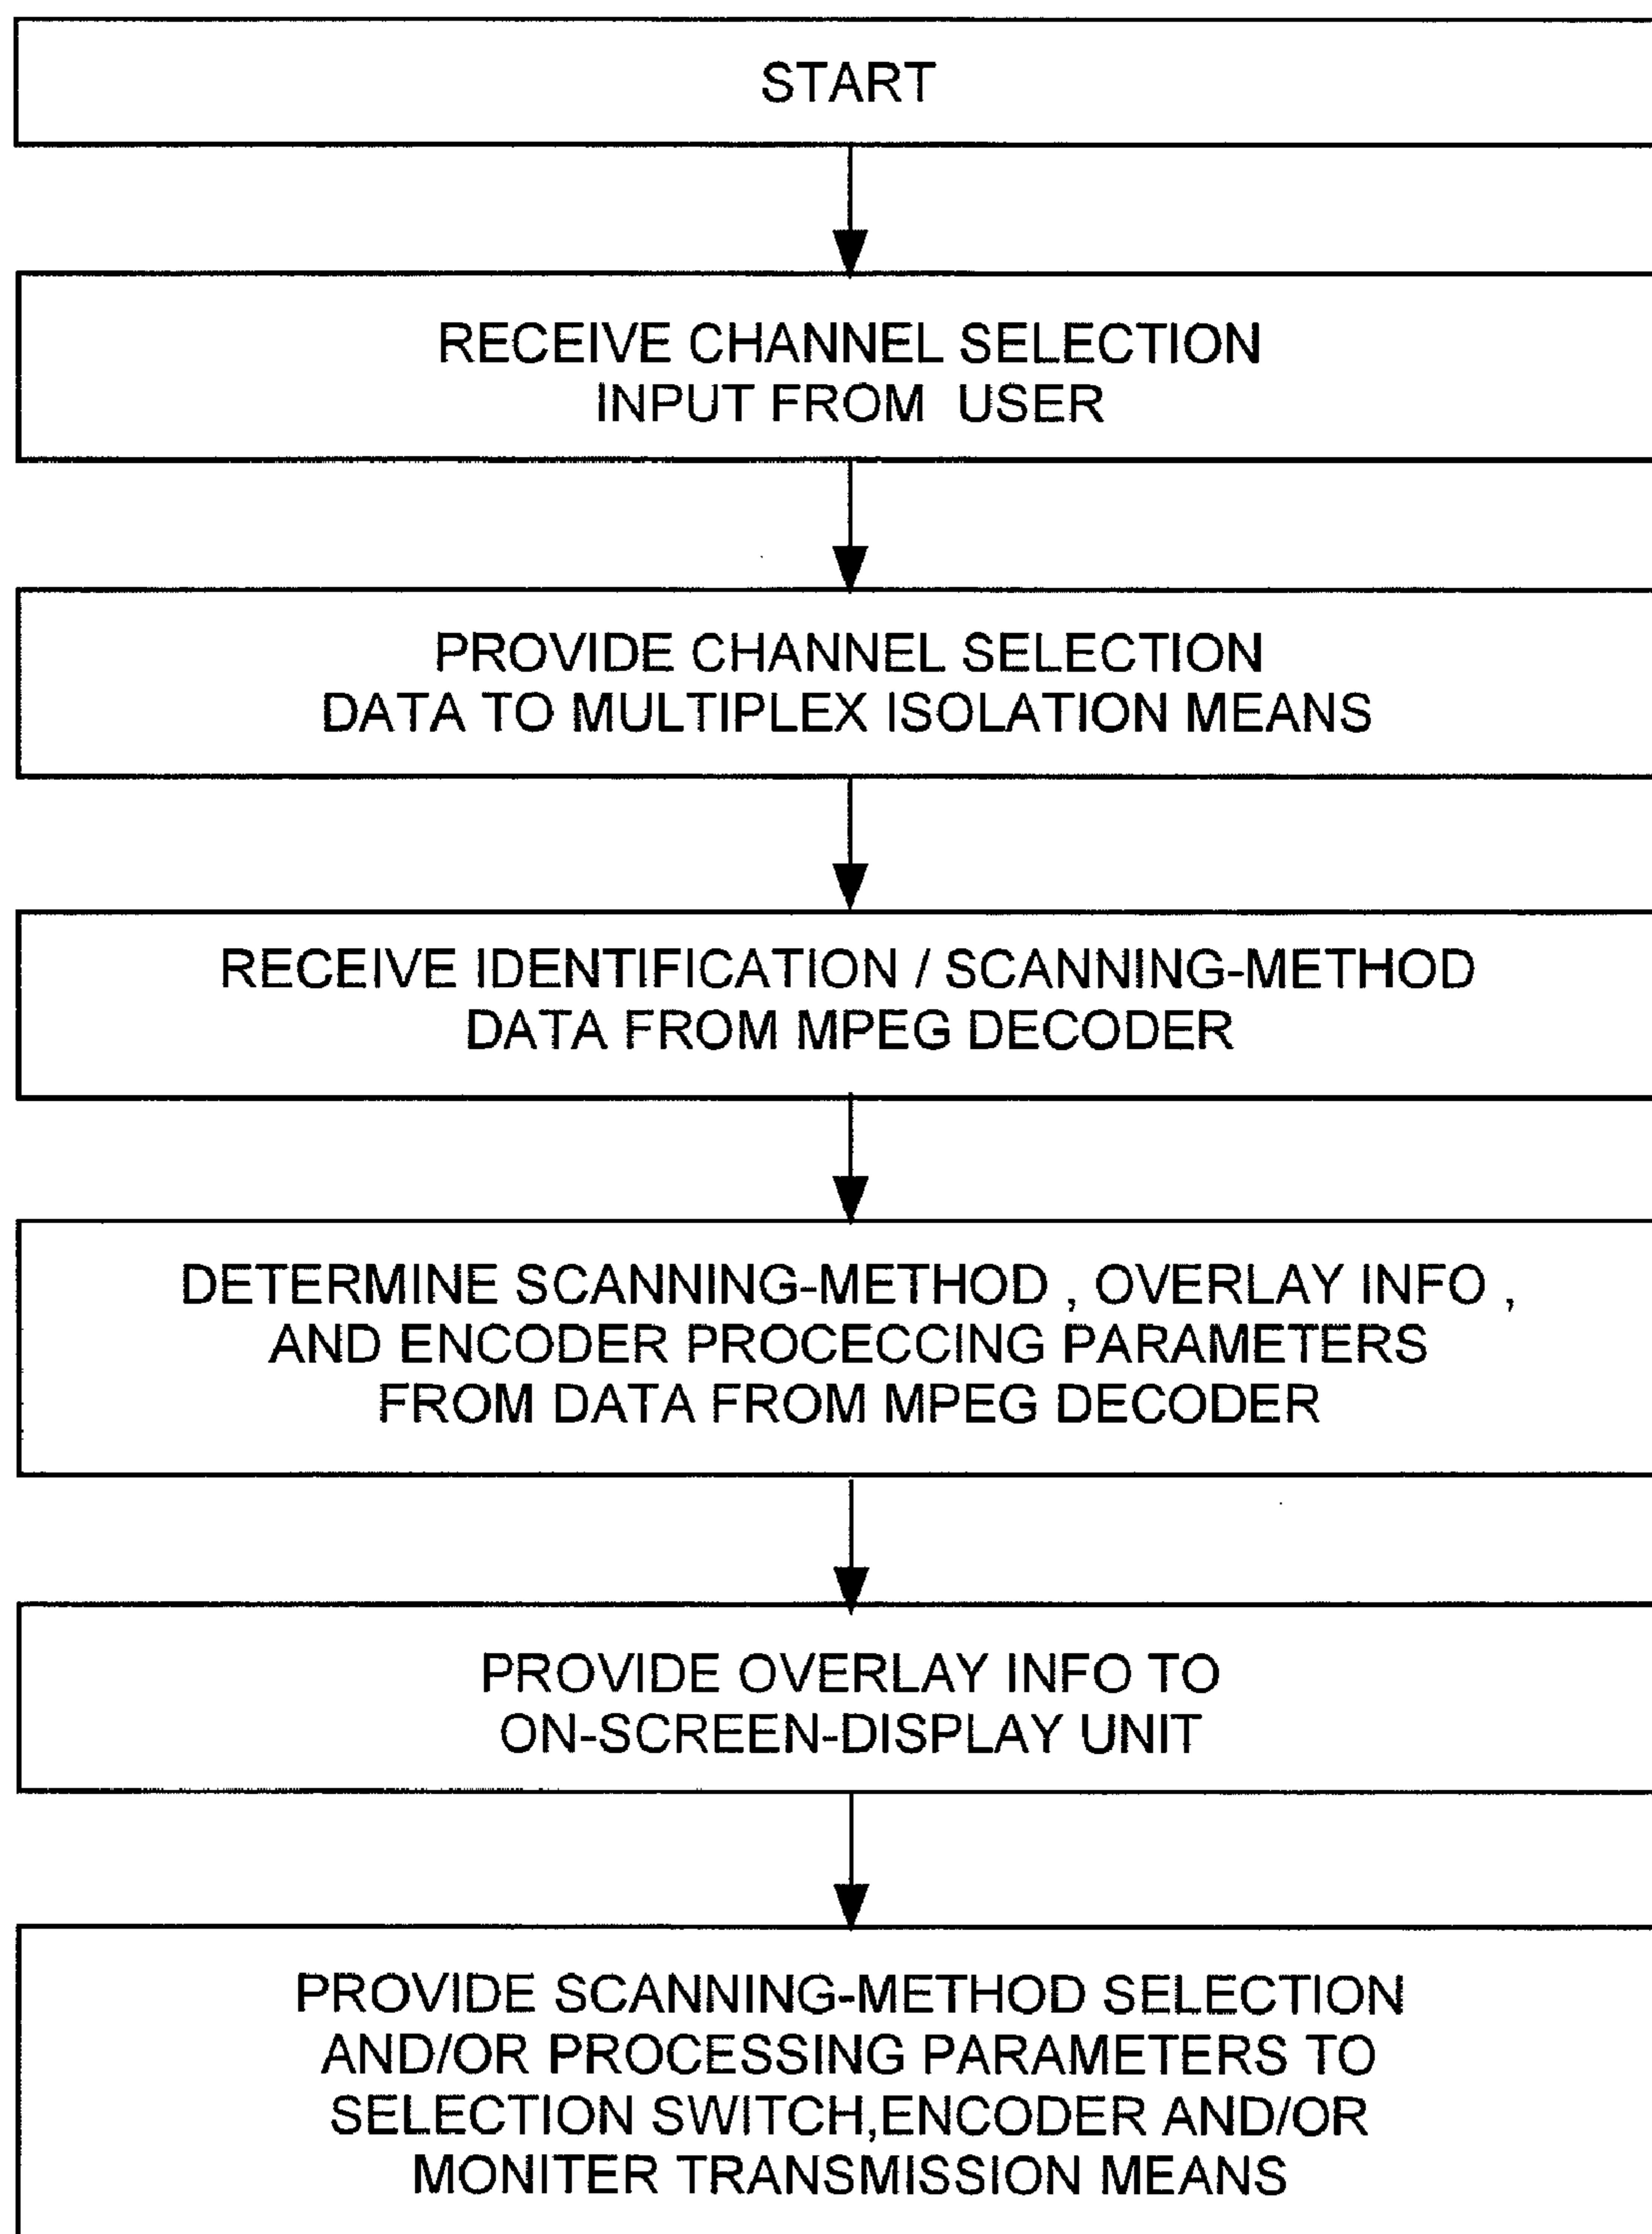 START
RECEIVE CHANNEL SELECTION
INPUT FROM USER
PROVIDE CHANNEL SELECTION
DATA TO MULTIPLEX ISOLATION MEANS
RECEIVE IDENTIFICATION / SCANNING-METHOD
DATA FROM MPEG DECODER
DETERMINE SCANNING-METHOD , OVERLAY INFO ,
AND ENCODER PROCECCING PARAMETERS
FROM DATA FROM MPEG DECODER
PROVIDE OVERLAY INFO TO
ON-SCREEN-DISPLAY UNIT
PROVIDE SCANNING-METHOD SELECTION
AND/OR PROCESSING PARAMETERS TO
SELECTION SWITCH,ENCODER AND/OR
MONITER TRANSMISSION MEANS